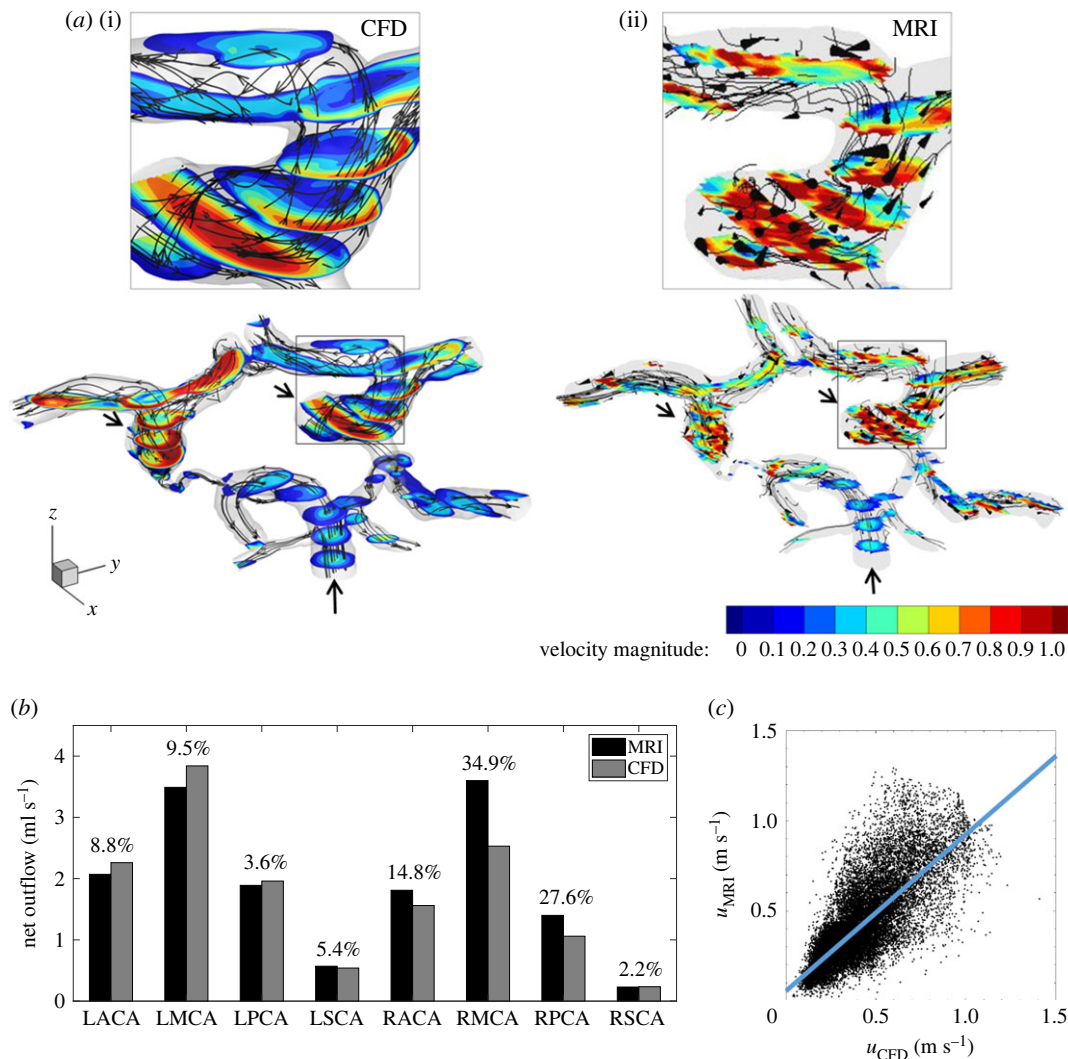 (a) (i)
CFD
(ii)
MRI
z
y
x
velocity magnitude: 0 0.1 0.2 0.3 0.4 0.5 0.6 0.7 0.8 0.9 1.0
(b)
net outflow (ml s⁻¹)
4
3
2
1
0
8.8%
9.5%
3.6%
5.4%
14.8%
34.9%
27.6%
2.2%
MRI
CFD
LACA LMCA LPCA LSCA RACA RMCA RPCA RSCA
(c)
u_MRI (m s⁻¹)
1.5
1.0
0.5
0 0.5 1.0 1.5
u_CFD (m s⁻¹)